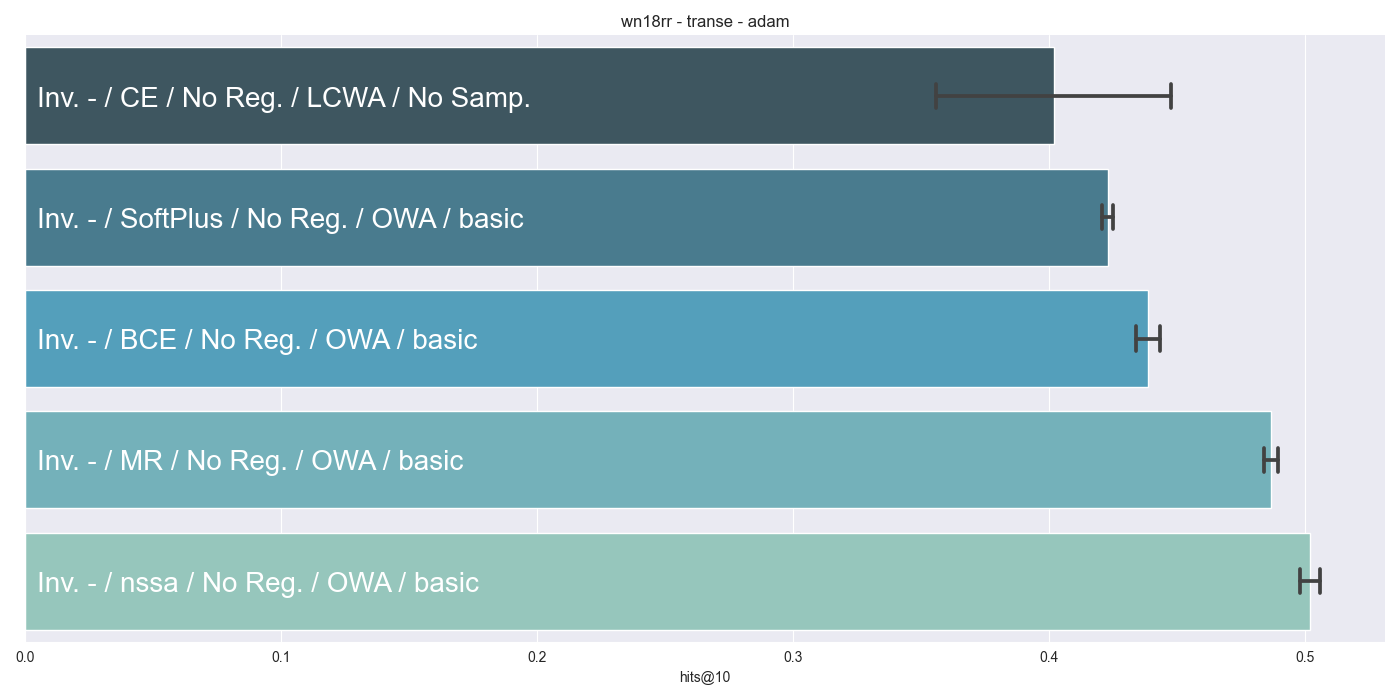 wn18rr - transe - adam
Inv. - / CE / No Reg. / LCWA / No Samp.
Inv. - / SoftPlus / No Reg. / OWA / basic
Inv. - / BCE / No Reg. / OWA / basic
Inv. - / MR / No Reg. / OWA / basic
Inv. - / nssa / No Reg. / OWA / basic
0.0 0.1 0.2 0.3 0.4 0.5
hits@10